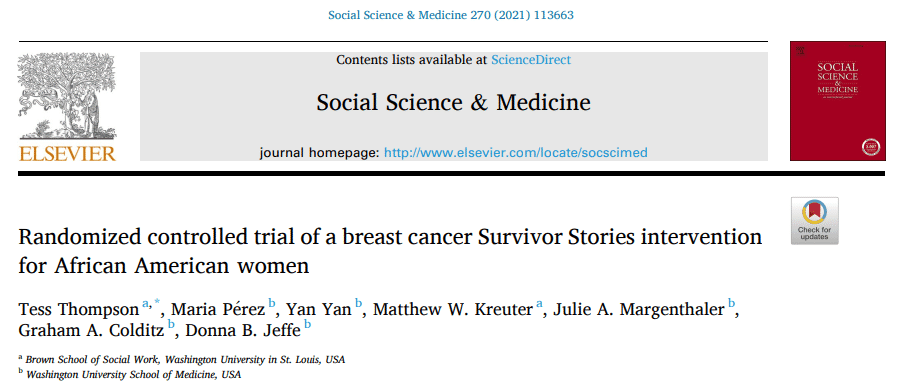 Social Science & Medicine 270 (2021) 113663
Contents lists available at ScienceDirect
Social Science & Medicine
journal homepage: http://www.elsevier.com/locate/socscimed
ELSEVIER
SOCIAL
SCIENCE
&
MEDICINE
Check for
updates
Randomized controlled trial of a breast cancer Survivor Stories intervention
for African American women
Tess Thompson a,*, Maria Pérez b, Yan Yan b, Matthew W. Kreuter a, Julie A. Margenthaler b,
Graham A. Colditz b, Donna B. Jeffe b
a Brown School of Social Work, Washington University in St. Louis, USA
b Washington University School of Medicine, USA